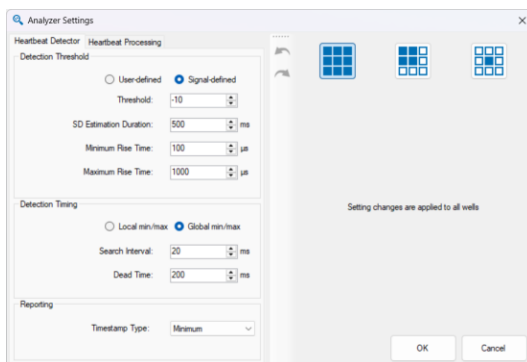 Analyzer Settings
Heartbeat Detector Heartbeat Processing
Detection Threshold
User-defined Signal-defined
Threshold: -10
SD Estimation Duration: 500 ms
Minimum Rise Time: 100 µs
Maximum Rise Time: 1000 µs
Detection Timing
Local min/max Global min/max
Search Interval: 20 ms
Dead Time: 200 ms
Reporting
Timestamp Type: Minimum
Setting changes are applied to all wells
OK Cancel